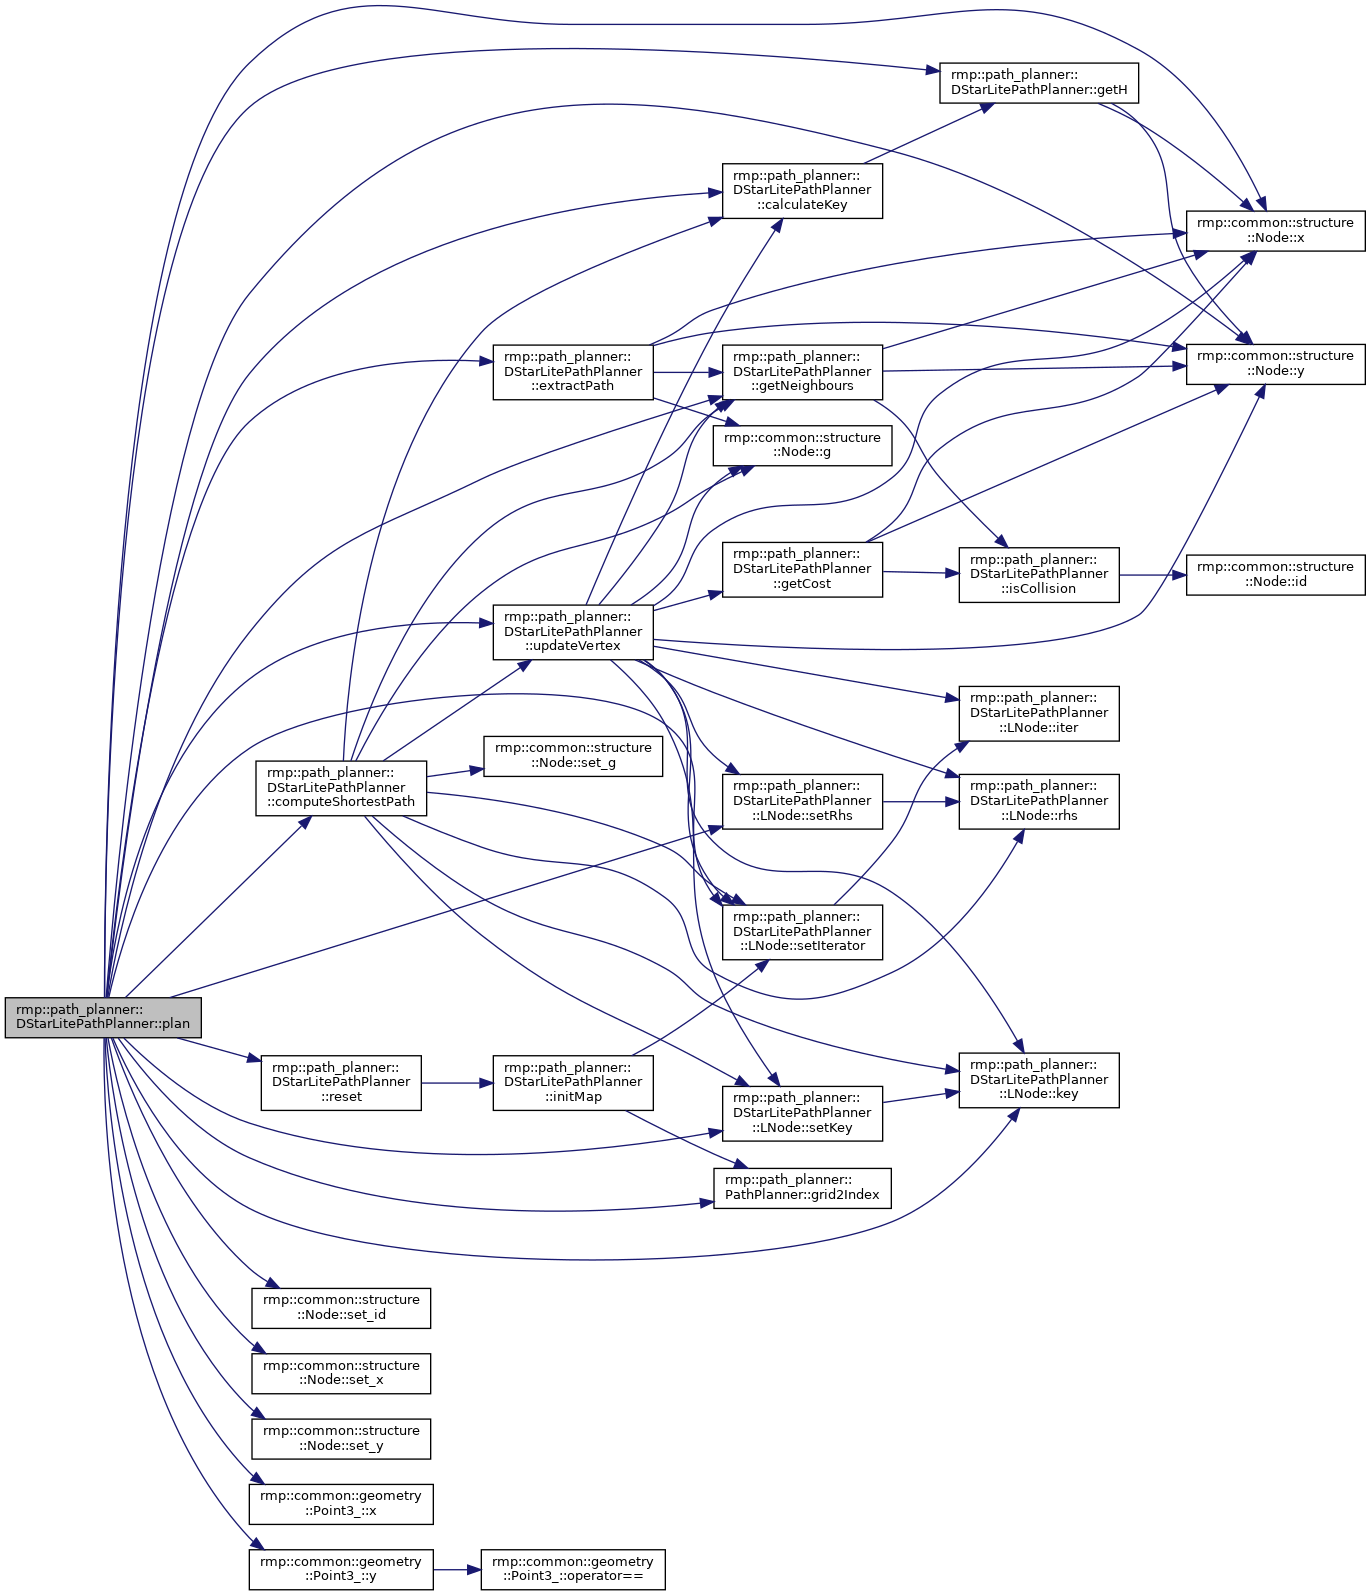 rmp::path_planner::
DStarLitePathPlanner::getH
rmp::path_planner::
DStarLitePathPlanner
::calculateKey
rmp::common::structure
::Node::x
rmp::path_planner::
DStarLitePathPlanner
::extractPath
rmp::path_planner::
DStarLitePathPlanner
::getNeighbours
rmp::common::structure
::Node::y
rmp::common::structure
::Node::g
rmp::path_planner::
DStarLitePathPlanner
::getCost
rmp::path_planner::
DStarLitePathPlanner
::isCollision
rmp::common::structure
::Node::id
rmp::path_planner::
DStarLitePathPlanner
::updateVertex
rmp::path_planner::
DStarLitePathPlanner
::LNode::iter
rmp::common::structure
::Node::set_g
rmp::path_planner::
DStarLitePathPlanner
::computeShortestPath
rmp::path_planner::
DStarLitePathPlanner
::LNode::setRhs
rmp::path_planner::
DStarLitePathPlanner
::LNode::rhs
rmp::path_planner::
DStarLitePathPlanner
::LNode::setIterator
rmp::path_planner::
DStarLitePathPlanner::plan
rmp::path_planner::
DStarLitePathPlanner
::reset
rmp::path_planner::
DStarLitePathPlanner
::initMap
rmp::path_planner::
DStarLitePathPlanner
::LNode::key
rmp::path_planner::
DStarLitePathPlanner
::LNode::setKey
rmp::path_planner::
PathPlanner::grid2Index
rmp::common::structure
::Node::set_id
rmp::common::structure
::Node::set_x
rmp::common::structure
::Node::set_y
rmp::common::geometry
::Point3_::x
rmp::common::geometry
::Point3_::y
rmp::common::geometry
::Point3_::operator==